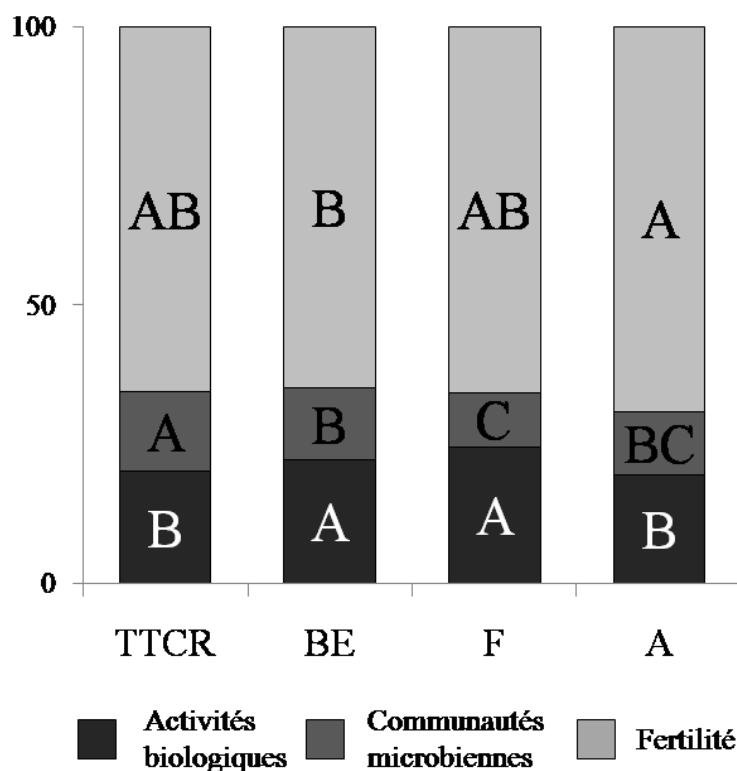 100
AB
B
AB
A
50
A
B
C
BC
B
A
A
B
0
TTCR
BE
F
A
Activités
biologiques
Communautés
microbiennes
Fertilité